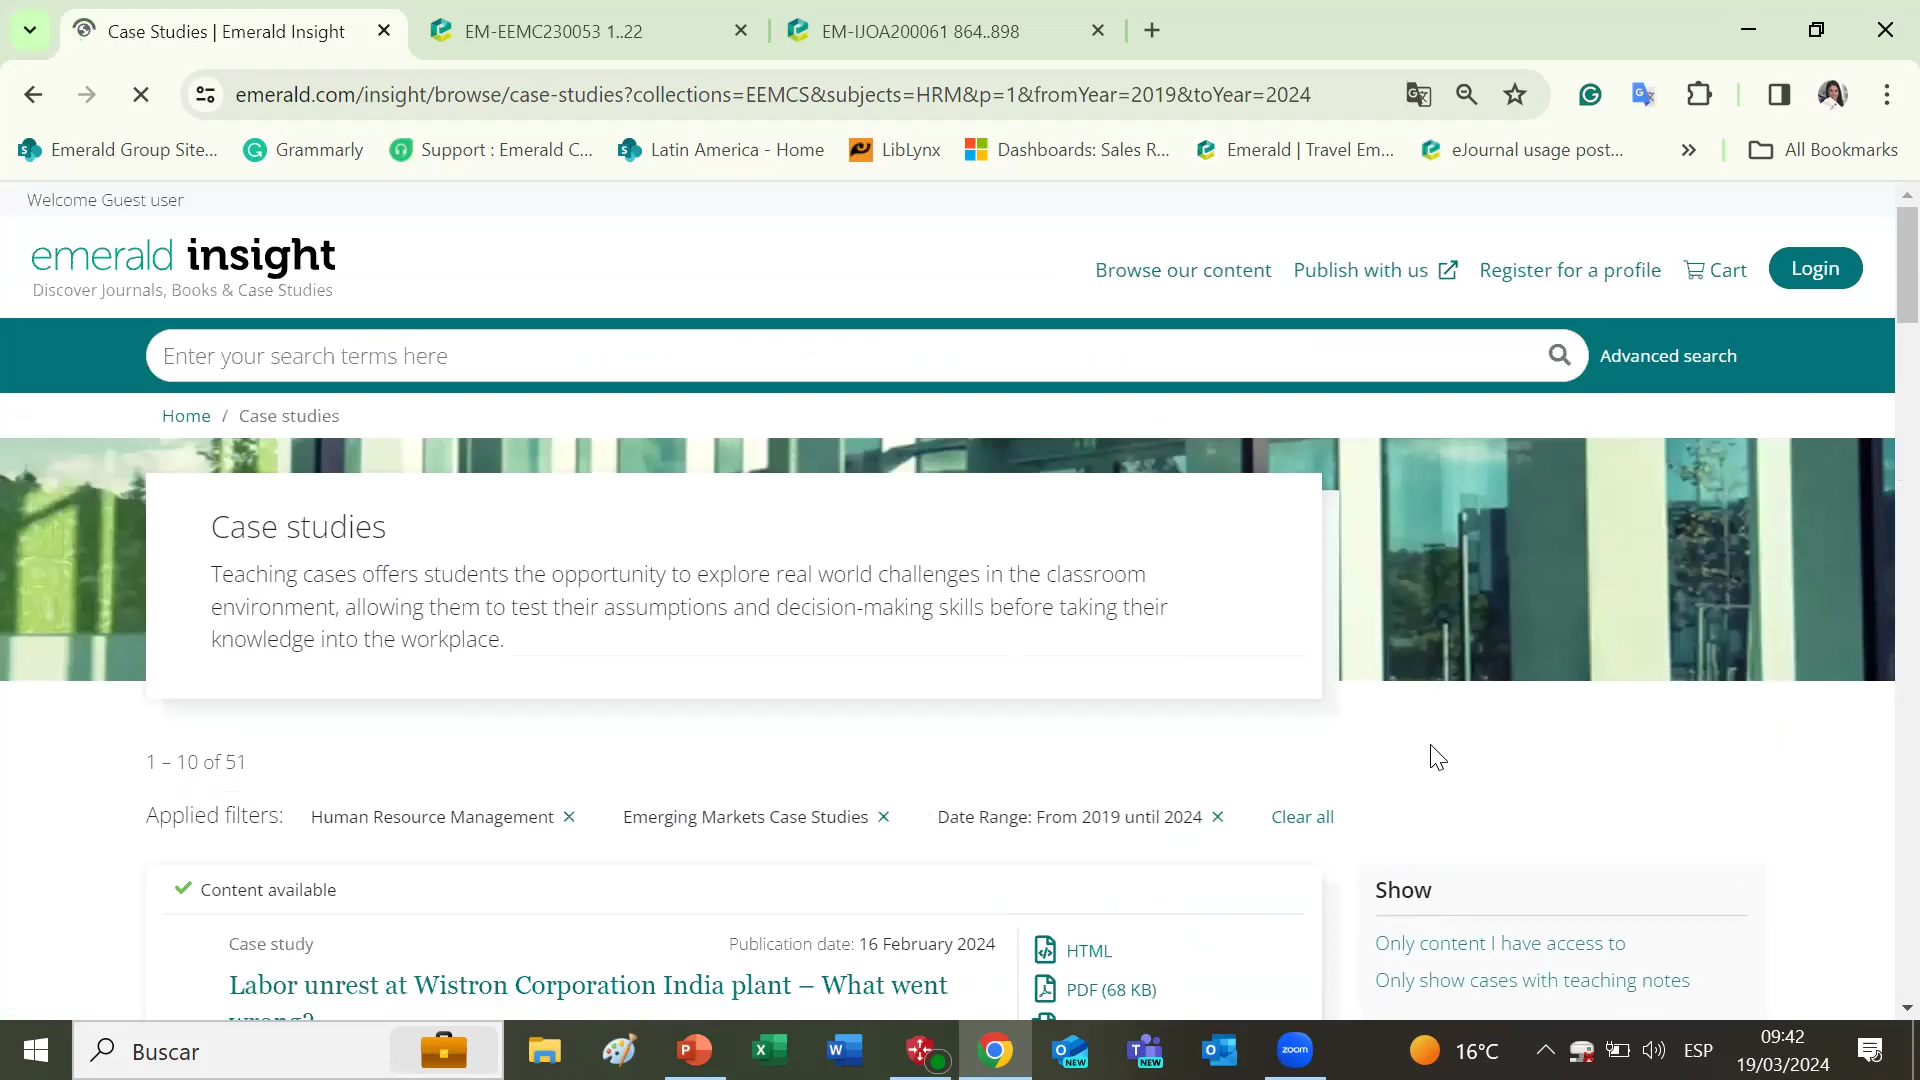 Case Studies | Emerald Insight
EM-EEMC230053 1..22
EM-IJOA200061 864..898
emerald.com/insight/browse/case-studies?collections=EEMCS&subjects=HRM&p=1&fromYear=2019&toYear=2024
Emerald Group Site...
Grammarly
Support : Emerald C...
Latin America - Home
LibLynx
Dashboards: Sales R...
Emerald | Travel Em...
eJournal usage post...
All Bookmarks
Welcome Guest user
emerald insight
Discover Journals, Books & Case Studies
Browse our content
Publish with us
Register for a profile
Cart
Login
Enter your search terms here
Advanced search
Home / Case studies
Case studies
Teaching cases offers students the opportunity to explore real world challenges in the classroom
environment, allowing them to test their assumptions and decision-making skills before taking their
knowledge into the workplace.
1 – 10 of 51
Applied filters: Human Resource Management × Emerging Markets Case Studies × Date Range: From 2019 until 2024 × Clear all
Content available
Case study
Publication date: 16 February 2024
Labor unrest at Wistron Corporation India plant – What went
wrong?
HTML
PDF (68 KB)
Show
Only content I have access to
Only show cases with teaching notes
Buscar
NEW
NEW
zoom
16°C
ESP
09:42
19/03/2024